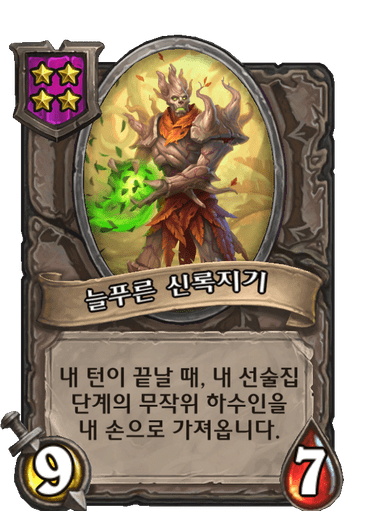 늘푸른 신록지기
내 턴이 끝날 때, 내 선술집
단계의 무작위 하수인을
내 손으로 가져옵니다.
9
7